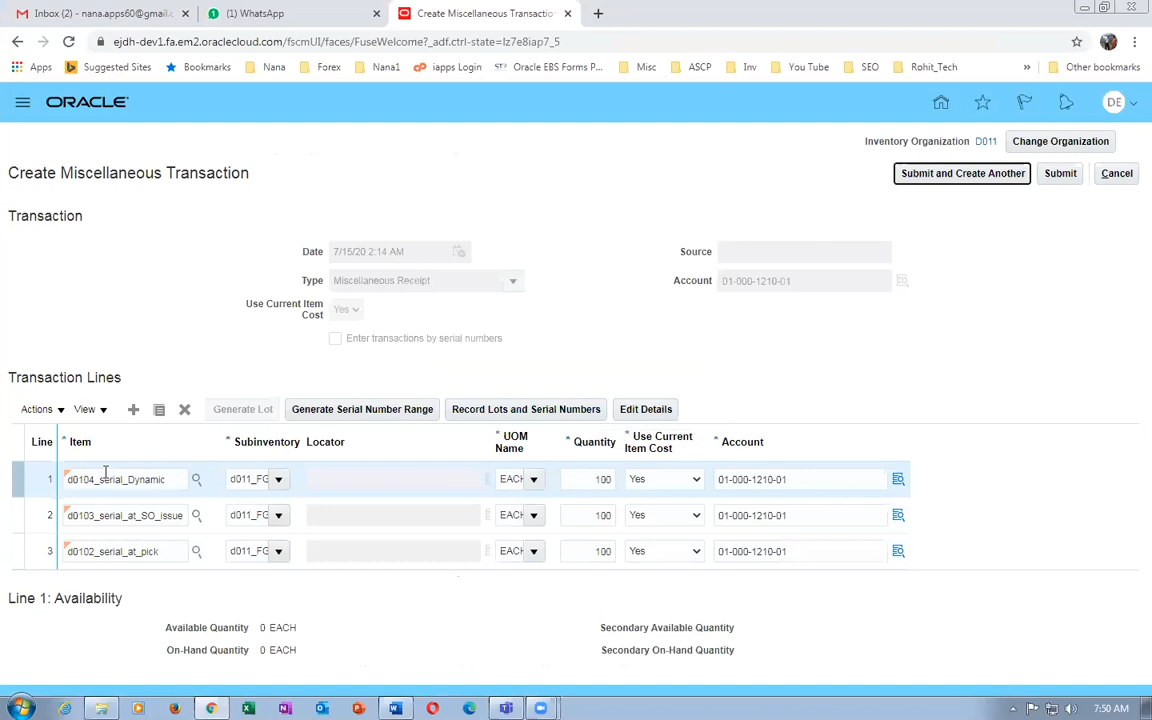 Inbox (2) - nana.apps60@gmail.c
(1) WhatsApp
Create Miscellaneous Transactio
ejdh-dev1.fa.em2.oraclecloud.com/fscmUI/faces/FuseWelcome?_adf.ctrl-state=lz7e8iap7_5
Apps Suggested Sites Bookmarks Nana Forex Nana1 iapps Login Oracle EBS Forms P... Misc ASCP Inv You Tube SEO Rohit_Tech » Other bookmarks
ORACLE DE
Inventory Organization D011 Change Organization
Create Miscellaneous Transaction Submit and Create Another Submit Cancel
Transaction
Date 7/15/20 2:14 AM Source
Type Miscellaneous Receipt Account 01-000-1210-01
Use Current Item Cost Yes
Enter transactions by serial numbers
Transaction Lines
Actions View Generate Lot Generate Serial Number Range Record Lots and Serial Numbers Edit Details
Line * Item * Subinventory Locator * UOM Name * Quantity * Use Current Item Cost * Account
1 d0104_serial_Dynamic d011_FG EACH 100 Yes 01-000-1210-01
2 d0103_serial_at_SO_issue d011_FG EACH 100 Yes 01-000-1210-01
3 d0102_serial_at_pick d011_FG EACH 100 Yes 01-000-1210-01
Line 1: Availability
Available Quantity 0 EACH Secondary Available Quantity
On-Hand Quantity 0 EACH Secondary On-Hand Quantity
7:50 AM